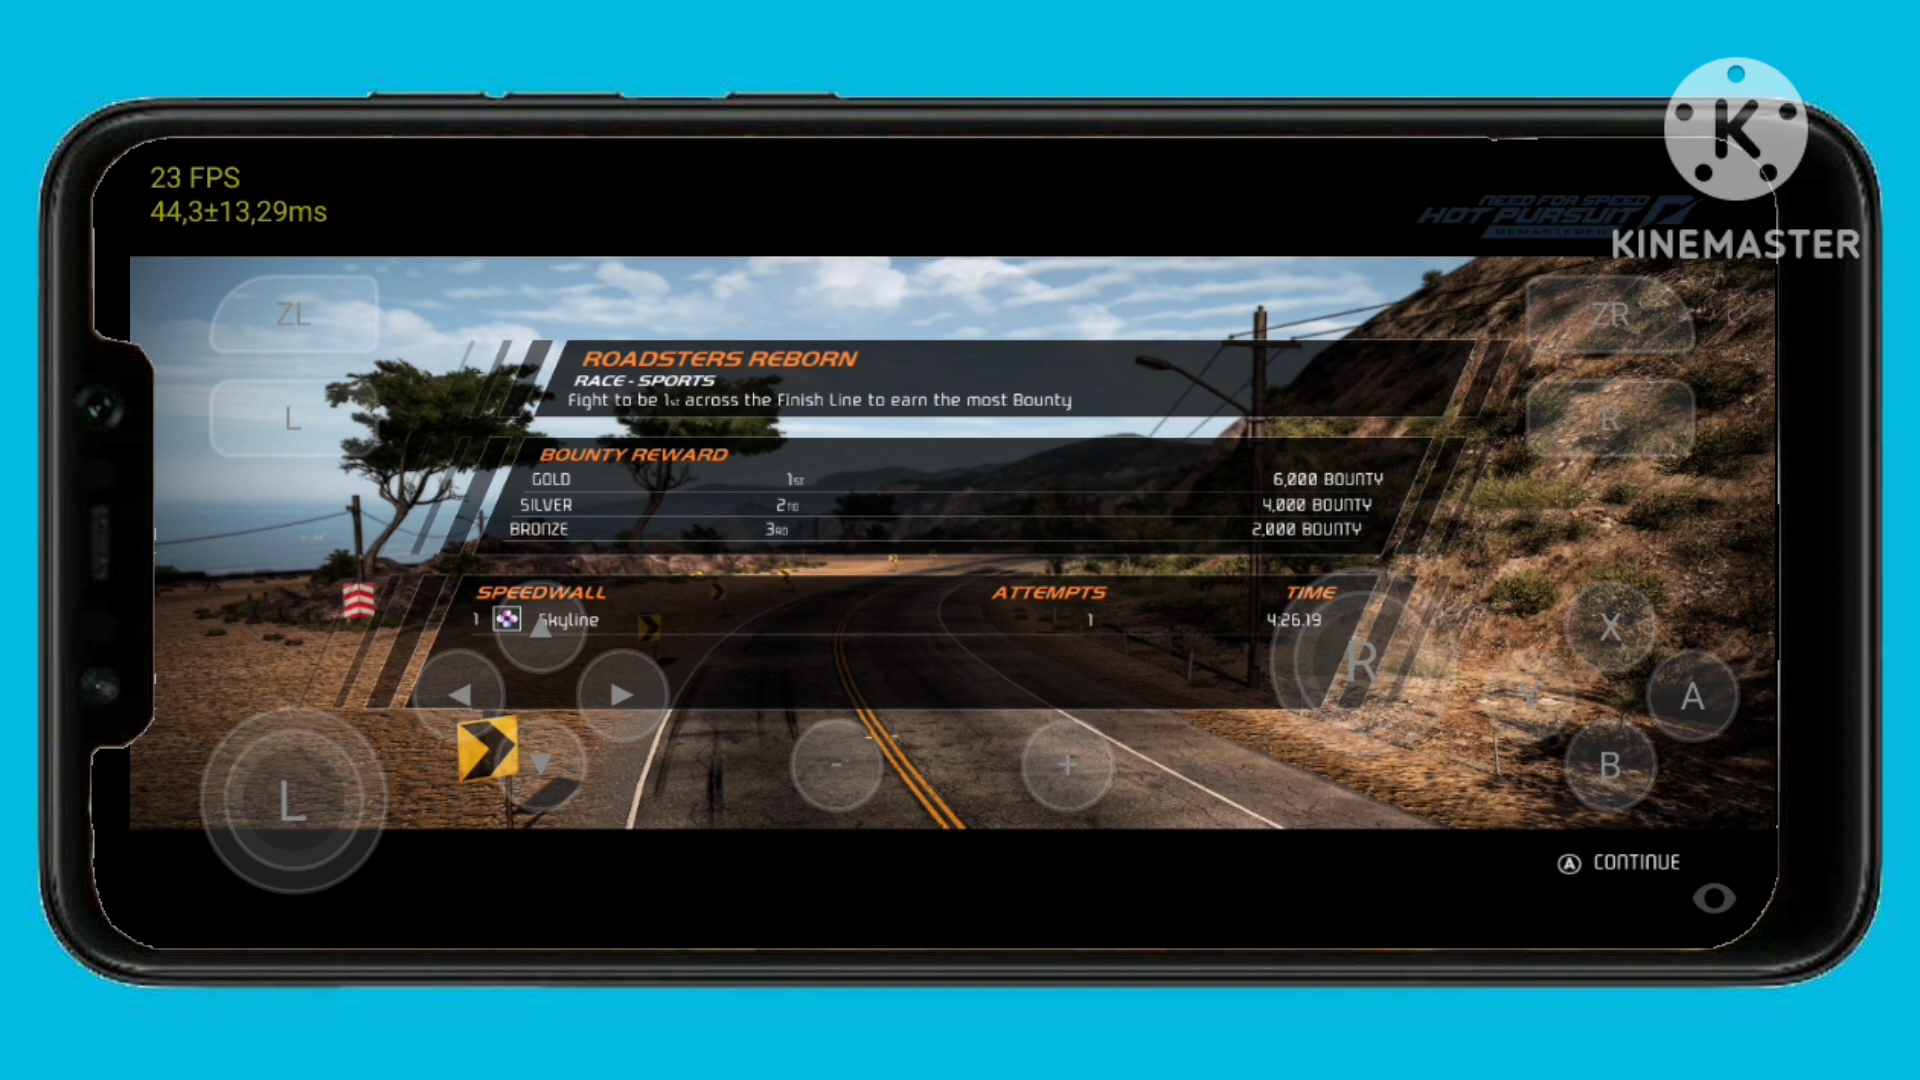 23 FPS
44,3±13,29ms
NEED FOR SPEED
HOT PURSUIT
REMASTERED
K
KINEMASTER
ZL
ZR
L
R
ROADSTERS REBORN
RACE - SPORTS
Fight to be 1st across the Finish Line to earn the most Bounty
BOUNTY REWARD
GOLD 1ST 6,000 BOUNTY
SILVER 2ND 4,000 BOUNTY
BRONZE 3RD 2,000 BOUNTY
SPEEDWALL ATTEMPTS TIME
1 Skyline 1 4:26.19
R
X
Y
A
B
L
-
+
A CONTINUE